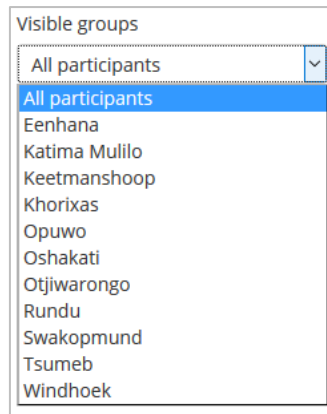 Visible groups
All participants
All participants
Eenhana
Katima Mulilo
Keetmanshoop
Khorixas
Opuwo
Oshakati
Otjiwarongo
Rundu
Swakopmund
Tsumeb
Windhoek